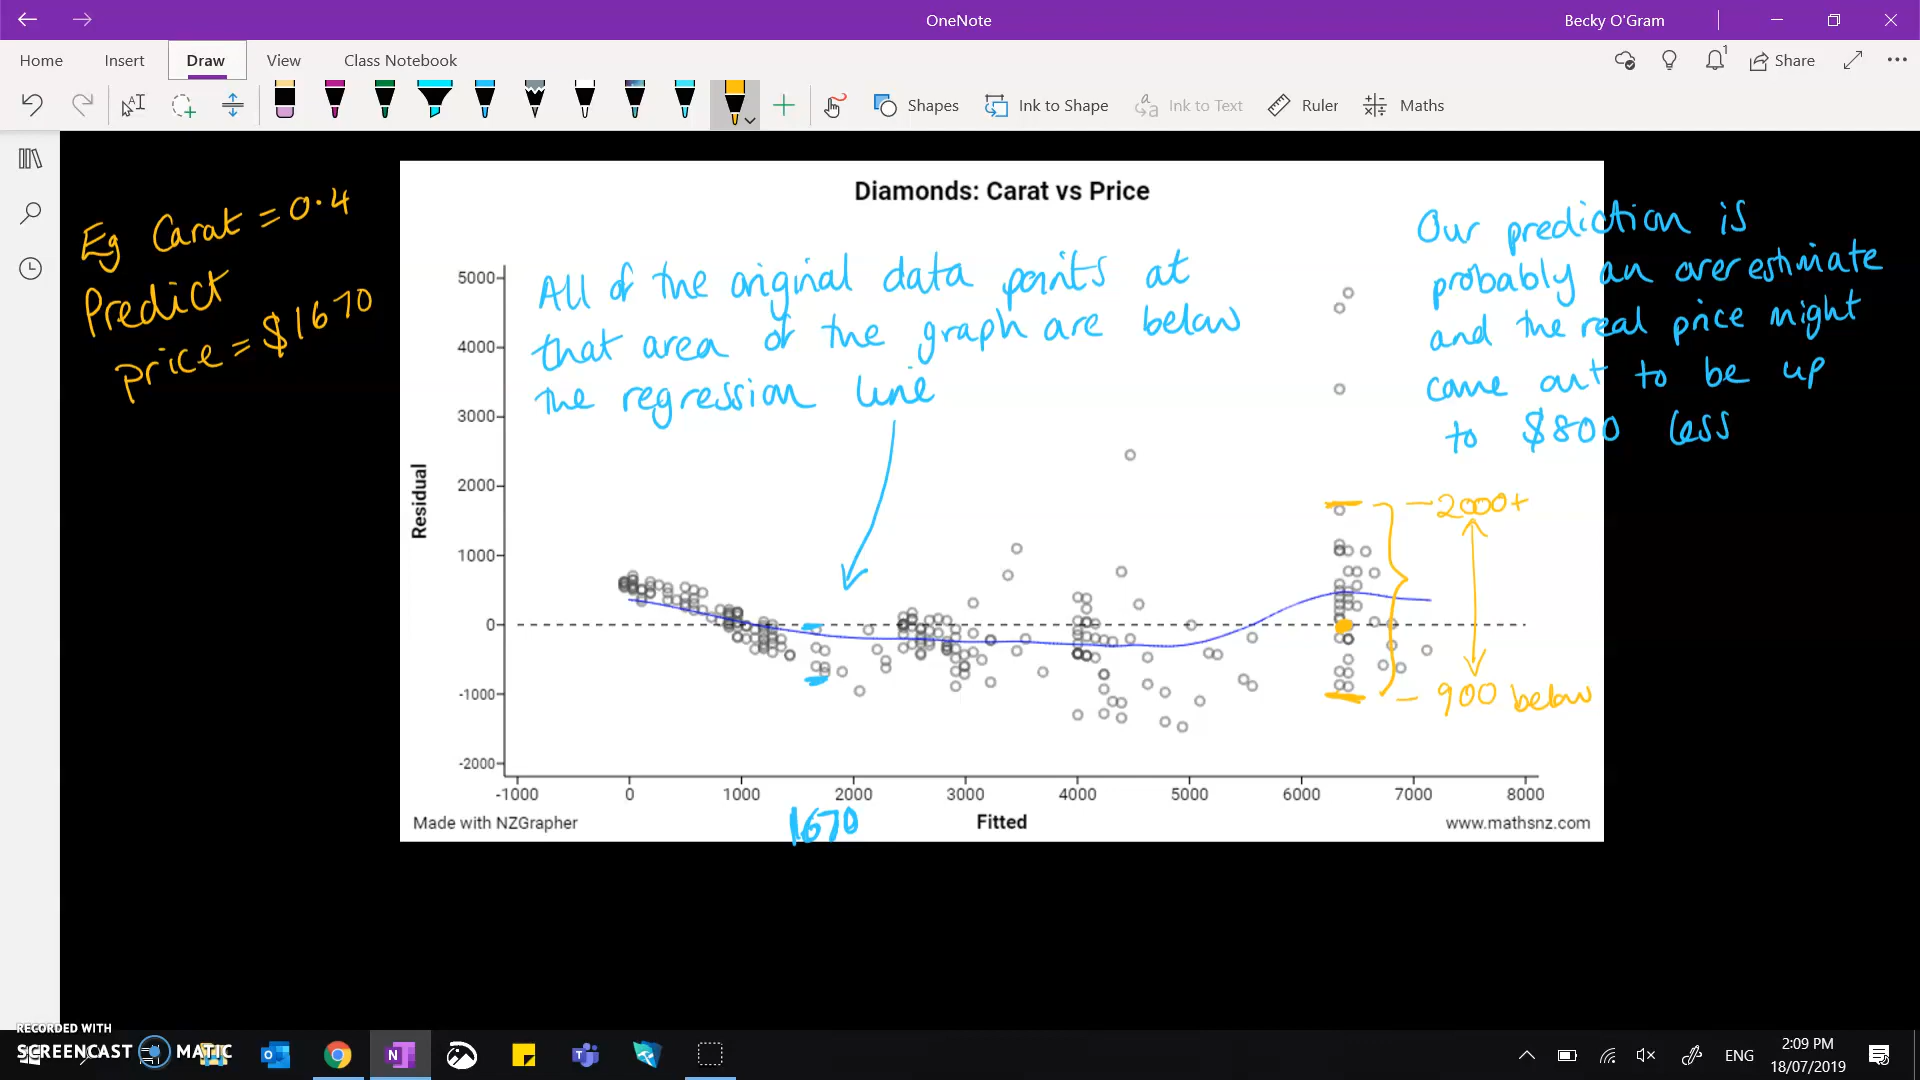 OneNote
Becky O'Gram
Home Insert Draw View Class Notebook
1 Share
Shapes Ink to Shape Ink to Text Ruler Maths
Eg Carat = 0.4
Predict
price = $1670
Diamonds: Carat vs Price
All of the original data points at
that area of the graph are below
the regression line
Our prediction is
probably an over estimate
and the real price might
come out to be up
to $800 less
Residual
5000
4000
3000
2000
1000
0
-1000
-2000
- 2000+
- 900 below
-1000 0 1000 2000 3000 4000 5000 6000 7000 8000
1670
Made with NZGrapher
Fitted
www.mathsnz.com
RECORDED WITH
SCREENCAST MATIC
ENG
2:09 PM
18/07/2019